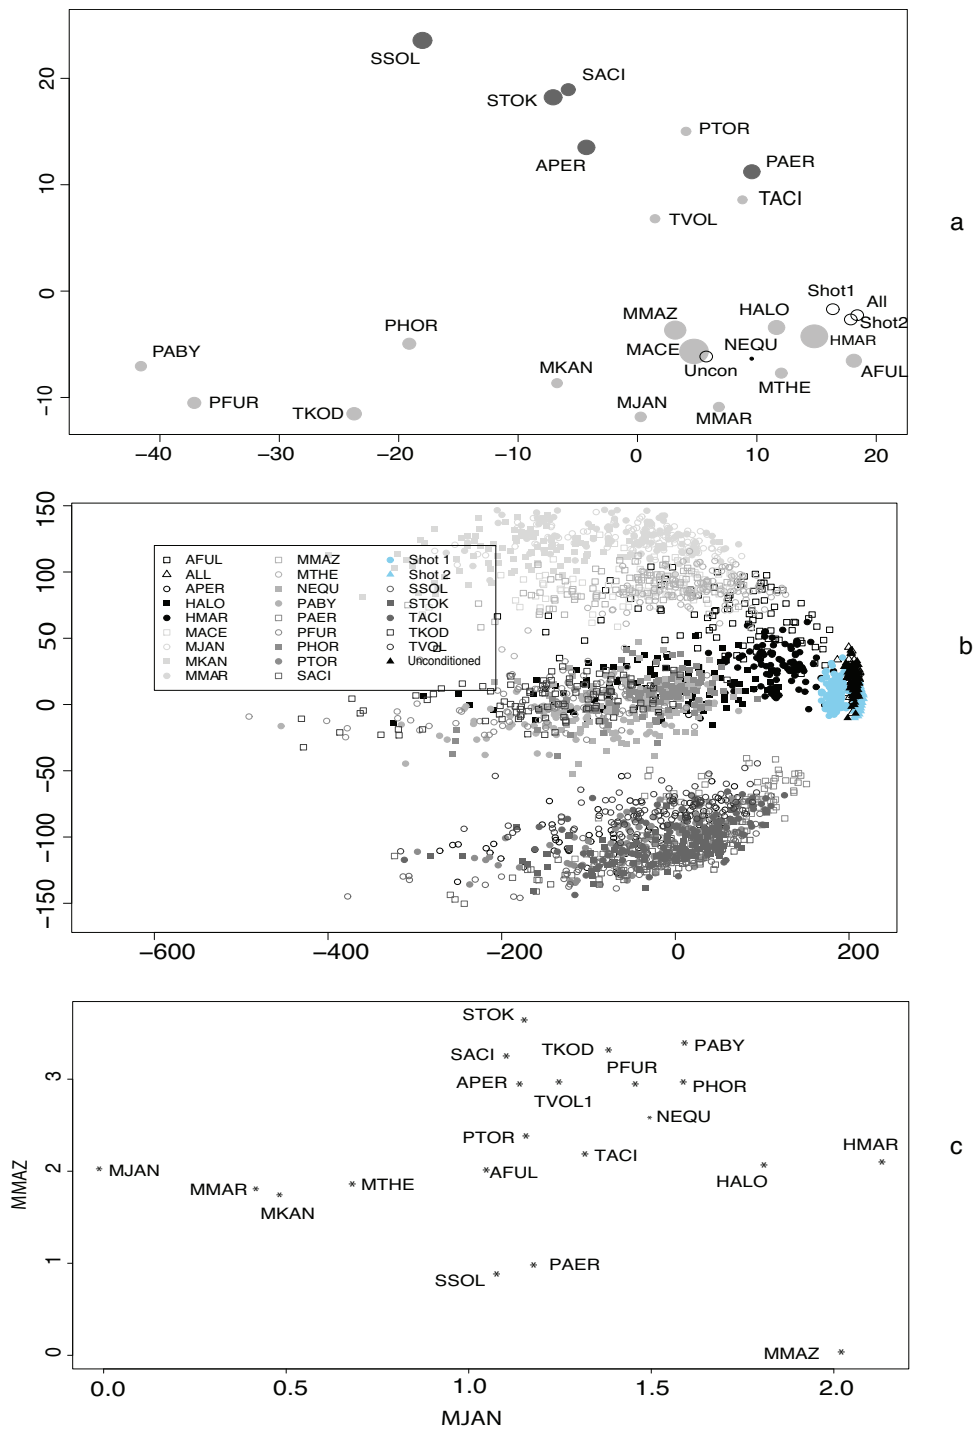 SSOL
SACI
STOK
PTOR
APER
PAER
TACI
TVOL
a
Shot1
All
PHOR
MMAZ
HALO
Shot2
HMAR
PABY
MACE
NEQU
MKAN
Uncon
AFUL
MTHE
PFUR
TKOD
MJAN
MMAR
20
10
0
−10
−40 −30 −20 −10 0 10 0 20
150
100
50
0
−50
−100
−150
AFUL MMAZ Shot 1
ALL MTHE Shot 2
APER NEQU SSOL
HALO PABY STOK
HMAR PAER TACI
MACE PFUR TKOD
MJAN PHOR TVOL
MKAN PTOR Unconditioned
MMAR SACI
b
−600 −400 −200 0 200
STOK
SACI TKOD PABY
PFUR
APER PHOR
TVOL1
NEQU
PTOR
HMAR
TACI
MJAN AFUL
HALO
MMAR MTHE
MKAN
PAER
SSOL
MMAZ
c
3
2
1
0
MMAZ
0.0 0.5 1.0 1.5 2.0
MJAN